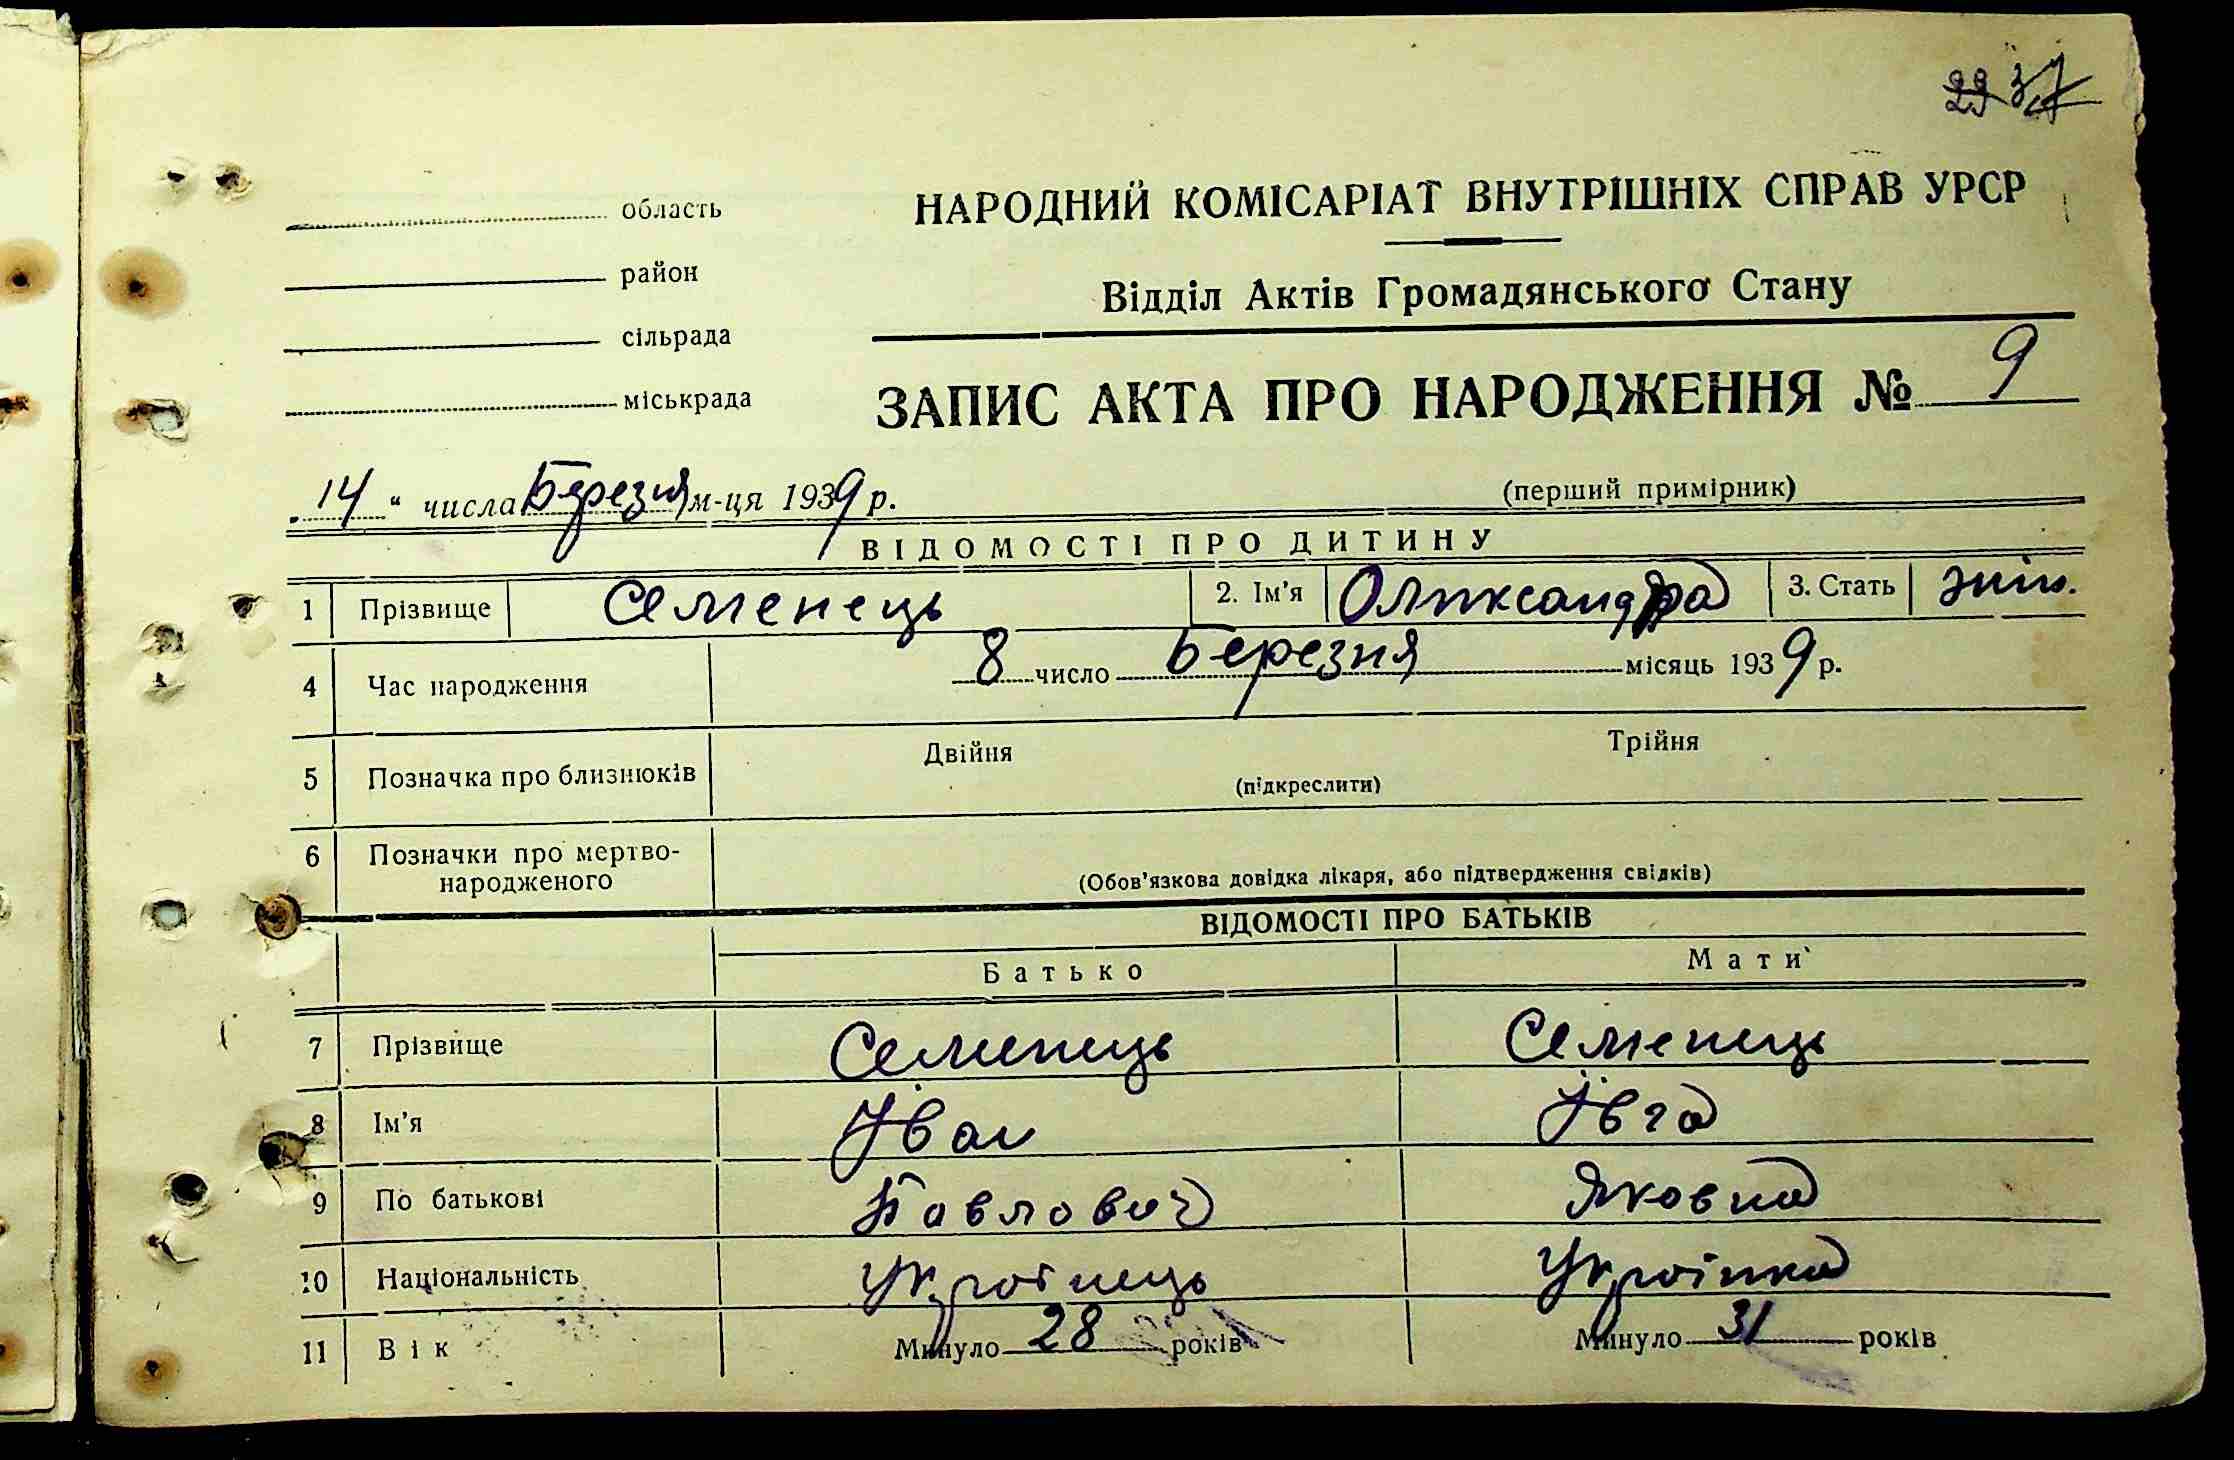 37
область
НАРОДНИЙ КОМІСАРІАТ ВНУТРІШНІХ СПРАВ УРСР
район
Відділ Актів Громадянського Стану
сільрада
міськрада
ЗАПИС АКТА ПРО НАРОДЖЕННЯ № 9
„14“ числа Березня м-ця 1939 р.
(перший примірник)
ВІДОМОСТІ ПРО ДИТИНУ
1 Прізвище Семенець 2. Ім'я Олександра 3. Стать жін.
4 Час народження 8 число Березня місяць 1939 р.
5 Позначка про близнюків Двійня Трійня
(підкреслити)
6 Позначки про мертво-
народженого
(Обов'язкова довідка лікаря, або підтвердження свідків)
ВІДОМОСТІ ПРО БАТЬКІВ
Батько Мати
7 Прізвище Семенець Семенець
8 Ім'я Іван Івга
9 По батькові Павлович Яковна
10 Національність Українець Українка
11 Вік Минуло 28 років Минуло 31 років